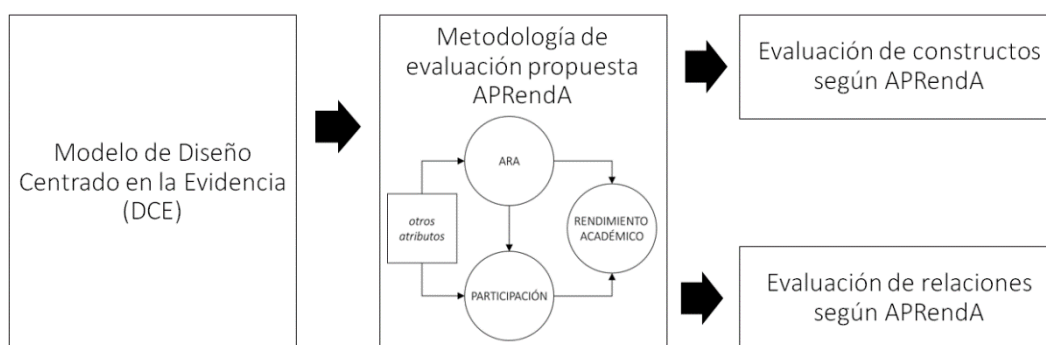 Modelo de Diseño
Centrado en la Evidencia
(DCE)
Metodología de
evaluación propuesta
APRendA
ARA
otros
atributos
RENDIMIENTO
ACADÉMICO
PARTICIPACIÓN
Evaluación de constructos
según APRendA
Evaluación de relaciones
según APRendA